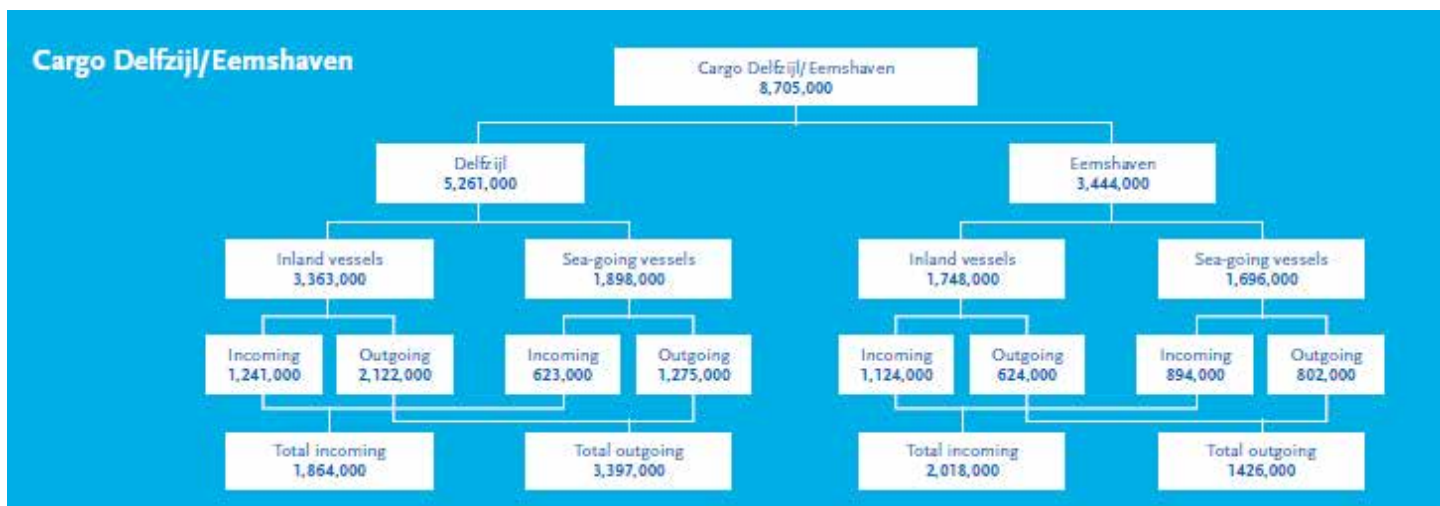 Cargo Delfzijl/Eemshaven
Cargo Delfzijl/Eemshaven
8,705,000
Delfzijl
5,261,000
Eemshaven
3,444,000
Inland vessels
3,363,000
Sea-going vessels
1,898,000
Inland vessels
1,748,000
Sea-going vessels
1,696,000
Incoming
1,241,000
Outgoing
2,122,000
Incoming
623,000
Outgoing
1,275,000
Incoming
1,124,000
Outgoing
624,000
Incoming
894,000
Outgoing
802,000
Total incoming
1,864,000
Total outgoing
3,397,000
Total incoming
2,018,000
Total outgoing
1426,000